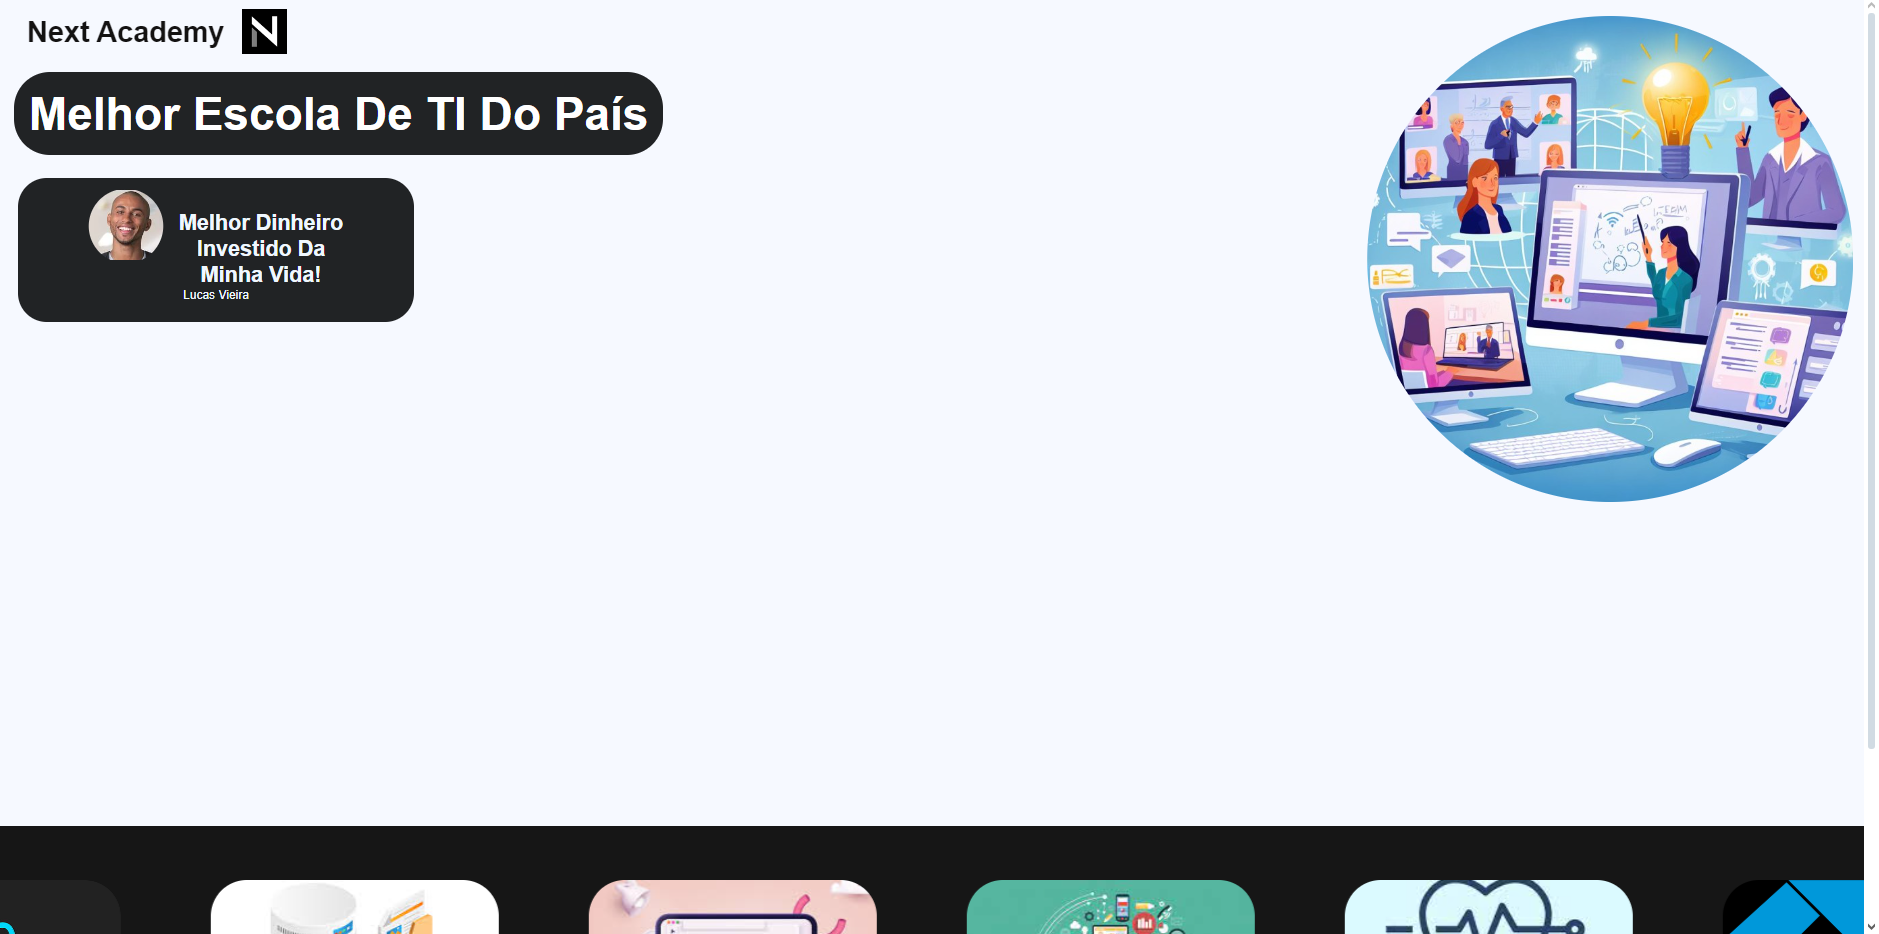 Next Academy
Melhor Escola De TI Do País
Melhor Dinheiro
Investido Da
Minha Vida!
Lucas Vieira